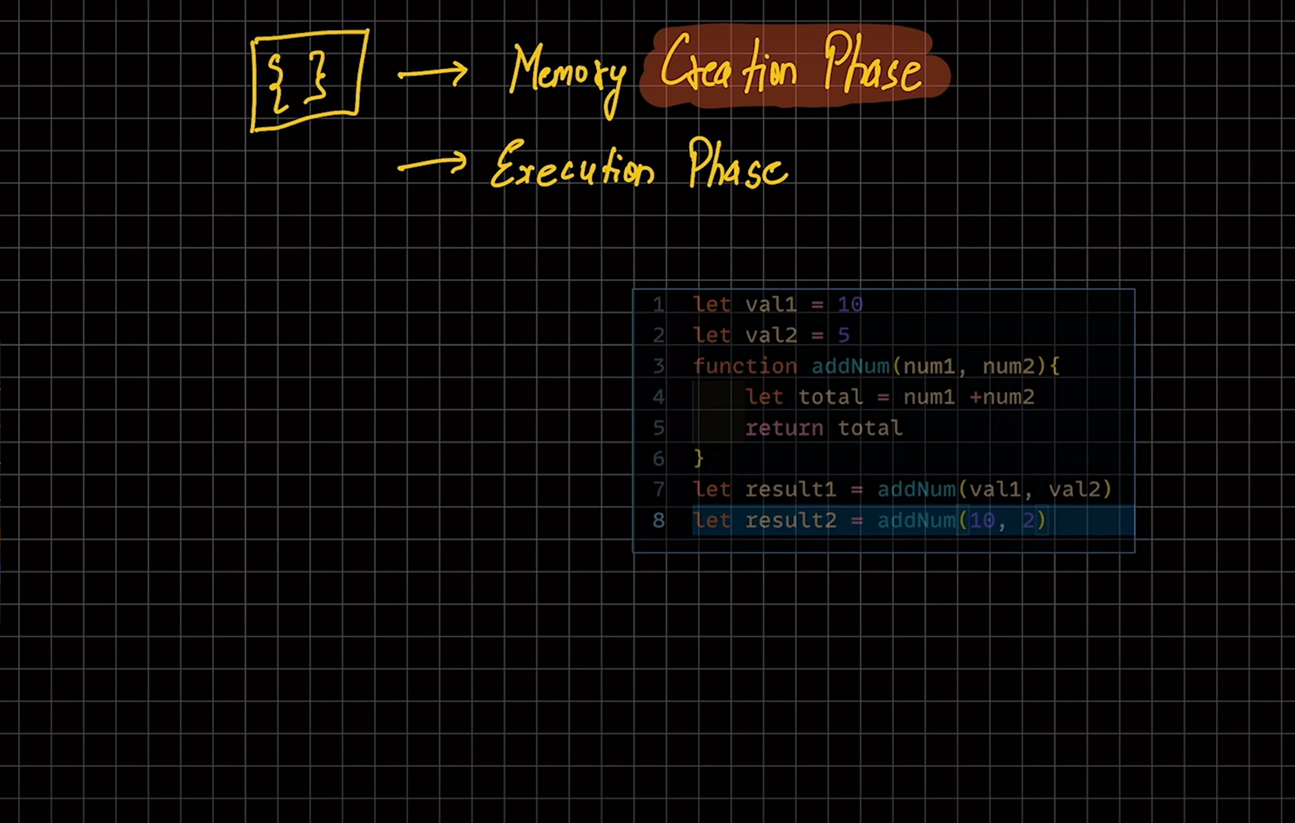 { } → Memory Creation Phase
→ Execution Phase
1 let val1 = 10
2 let val2 = 5
3 function addNum(num1, num2){
4 let total = num1 +num2
5 return total
6 }
7 let result1 = addNum(val1, val2)
8 let result2 = addNum(10, 2)